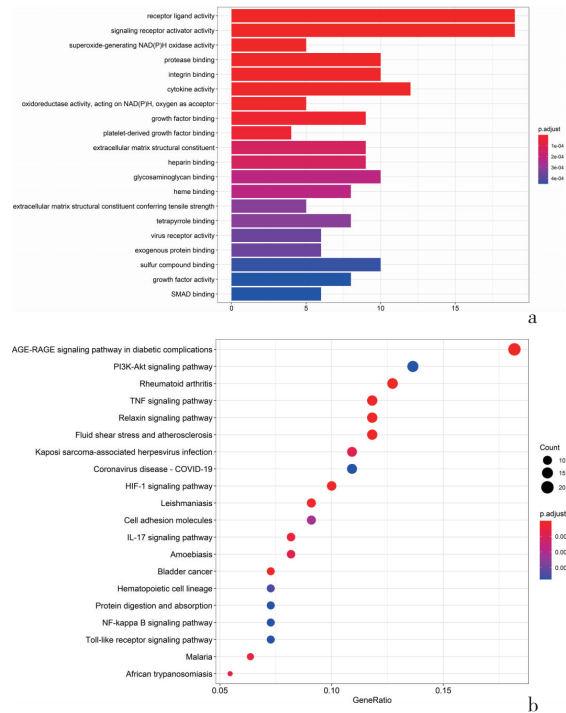 receptor ligand activity
signaling receptor activator activity
superoxide-generating NAD(P)H oxidase activity
protease binding
integrin binding
cytokine activity
oxidoreductase activity, acting on NAD(P)H, oxygen as acceptor
growth factor binding
platelet-derived growth factor binding
extracellular matrix structural constituent
heparin binding
glycosaminoglycan binding
heme binding
extracellular matrix structural constituent conferring tensile strength
tetrapyrrole binding
virus receptor activity
exogenous protein binding
sulfur compound binding
growth factor activity
SMAD binding
0 5 10 15
p.adjust
1e-04
2e-04
3e-04
4e-04
a
AGE-RAGE signaling pathway in diabetic complications
PI3K-Akt signaling pathway
Rheumatoid arthritis
TNF signaling pathway
Relaxin signaling pathway
Fluid shear stress and atherosclerosis
Kaposi sarcoma-associated herpesvirus infection
Coronavirus disease - COVID-19
HIF-1 signaling pathway
Leishmaniasis
Cell adhesion molecules
IL-17 signaling pathway
Amoebiasis
Bladder cancer
Hematopoietic cell lineage
Protein digestion and absorption
NF-kappa B signaling pathway
Toll-like receptor signaling pathway
Malaria
African trypanosomiasis
0.05 0.10 0.15
GeneRatio
Count
10
15
20
p.adjust
0.00
0.00
0.00
b